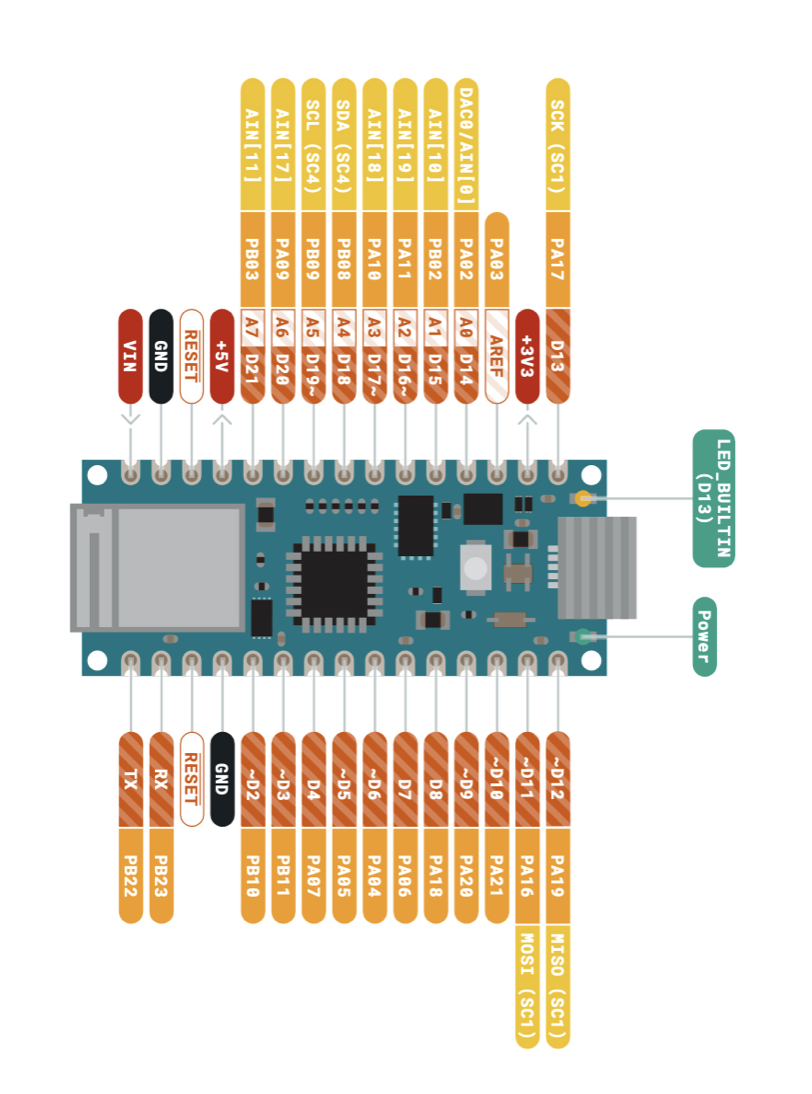 LED_BUILTIN
(D13)
Power
SCK (SC1) PA17 D13 ~D12 PA19 MISO (SC1)
+3V3 ~D11 PA16 MOSI (SC1)
PA03 AREF ~D10 PA21
DAC0/AIN[0] PA02 A0 D14 ~D9 PA20
AIN[10] PB02 A1 D15 D8 PA18
AIN[19] PA11 A2 D16~ D7 PA06
AIN[18] PA10 A3 D17~ ~D6 PA04
SDA (SC4) PB08 A4 D18 ~D5 PA05
SCL (SC4) PB09 A5 D19~ D4 PA07
AIN[17] PA09 A6 D20 ~D3 PB11
AIN[11] PB03 A7 D21 ~D2 PB10
+5V GND
RESET RESET
GND RX PB23
VIN TX PB22